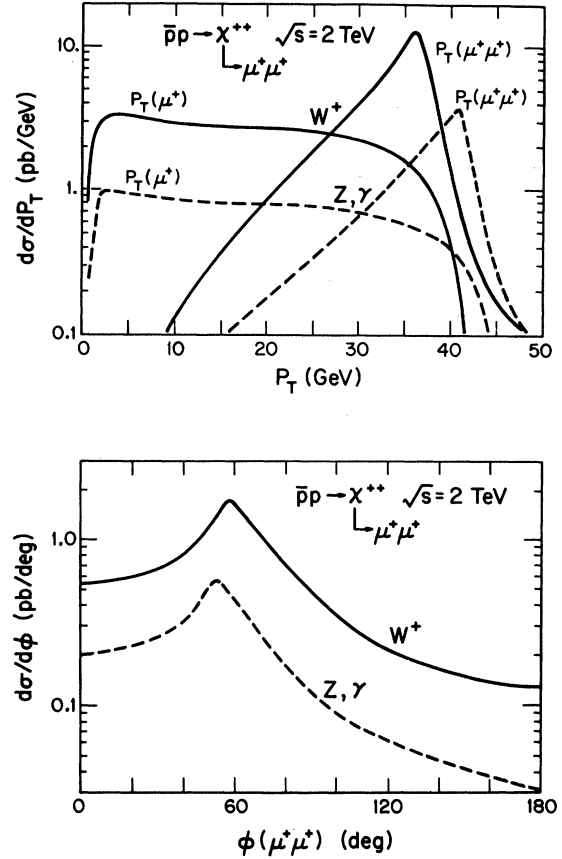 p̄p → χ⁺⁺ √s = 2 TeV
→ μ⁺μ⁺
10.
P_T(μ⁺μ⁺)
P_T(μ⁺μ⁺)
P_T(μ⁺)
W⁺
P_T(μ⁺)
Z, γ
1.
0.1
dσ/dP_T (pb/GeV)
0 10 20 30 40 50
P_T (GeV)
p̄p → χ⁺⁺ √s = 2 TeV
→ μ⁺μ⁺
1.0
W⁺
Z, γ
0.1
dσ/dϕ (pb/deg)
0 60 120 180
ϕ(μ⁺μ⁺) (deg)